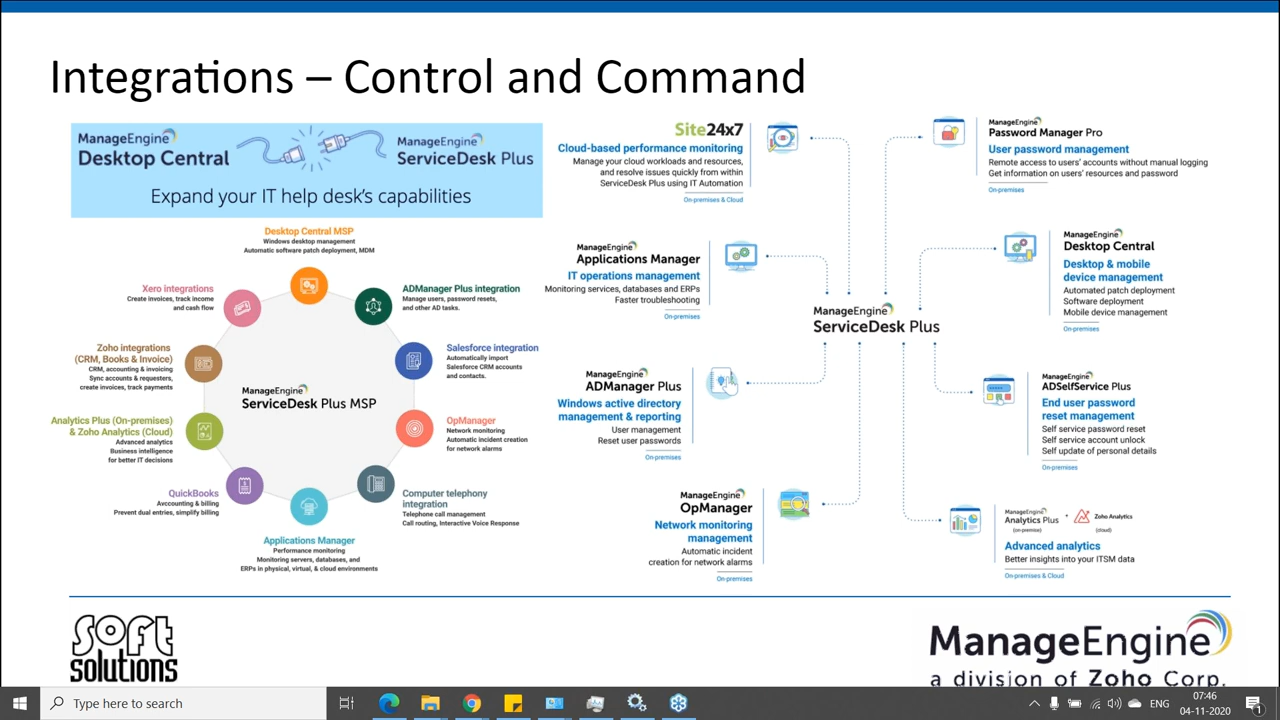 Integrations – Control and Command
ManageEngine
Desktop Central
ManageEngine
ServiceDesk Plus
Expand your IT help desk's capabilities
Desktop Central MSP
Windows desktop management
Automatic software patch deployment, MDM
Xero integrations
Create invoices, track income
and cash flow
ADManager Plus integration
Manage users, password resets,
and other AD tasks.
Zoho integrations
(CRM, Books & Invoice)
CRM, accounting & invoicing
Sync accounts & requesters,
create invoices, track payments
Salesforce integration
Automatically import
Salesforce CRM accounts
and contacts.
ManageEngine
ServiceDesk Plus MSP
Analytics Plus (On-premises)
& Zoho Analytics (Cloud)
Advanced analytics
Business intelligence
for better IT decisions
OpManager
Network monitoring
Automatic incident creation
for network alarms
QuickBooks
Avccounting & billing
Prevent dual entries, simplify billing
Computer telephony
integration
Telephone call management
Call routing, Interactive Voice Response
Applications Manager
Performance monitoring
Monitoring servers, databases, and
ERPs in physical, virtual, & cloud environments
Site24x7
Cloud-based performance monitoring
Manage your cloud workloads and resources,
and resolve issues quickly from within
ServiceDesk Plus using IT Automation
On-premises & Cloud
ManageEngine
Password Manager Pro
User password management
Remote access to users' accounts without manual logging
Get information on users' resources and password
On-premises
ManageEngine
Applications Manager
IT operations management
Monitoring services, databases and ERPs
Faster troubleshooting
On-premises
ManageEngine
Desktop Central
Desktop & mobile
device management
Automated patch deployment
Software deployment
Mobile device management
On-premises
ManageEngine
ServiceDesk Plus
ManageEngine
ADManager Plus
Windows active directory
management & reporting
User management
Reset user passwords
On-premises
ManageEngine
ADSelfService Plus
End user password
reset management
Self service password reset
Self service account unlock
Self update of personal details
On-premises
ManageEngine
OpManager
Network monitoring
management
Automatic incident
creation for network alarms
On-premises
ManageEngine
Analytics Plus
(on-premise)
+
Zoho Analytics
(cloud)
Advanced analytics
Better insights into your ITSM data
On-premises & Cloud
soft
solutions
ManageEngine
a division of Zoho Corp.
Type here to search
ENG
07:46
04-11-2020
1